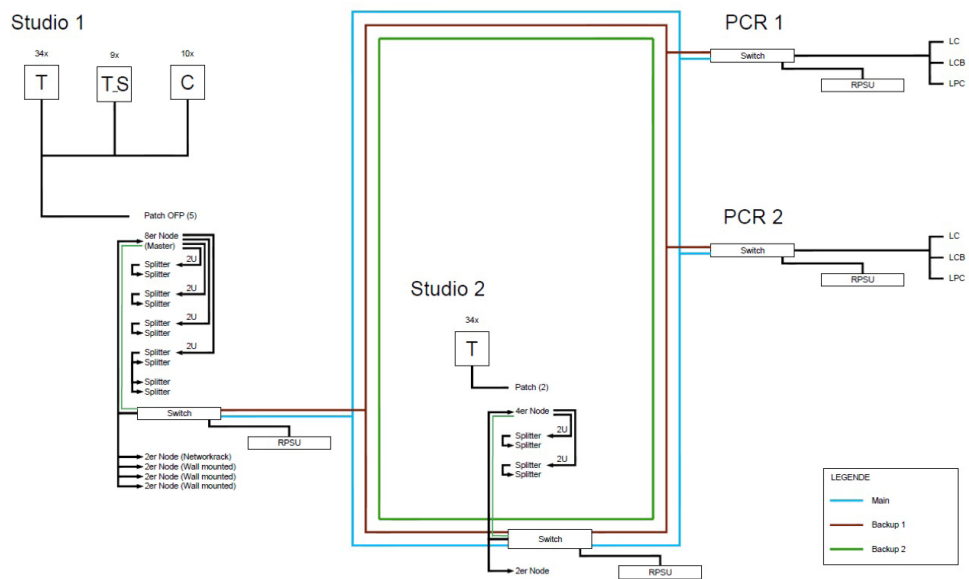 Studio 1
34x
9x
10x
T
T_S
C
Patch OFP (5)
8er Node
(Master)
2U
Splitter
Splitter
2U
Splitter
Splitter
2U
Splitter
Splitter
2U
Splitter
Splitter
Splitter
Splitter
Switch
RPSU
2er Node (Networkrack)
2er Node (Wall mounted)
2er Node (Wall mounted)
2er Node (Wall mounted)
Studio 2
34x
T
Patch (2)
4er Node
2U
Splitter
Splitter
2U
Splitter
Splitter
Switch
RPSU
2er Node
PCR 1
Switch
RPSU
LC
LCB
LPC
PCR 2
Switch
RPSU
LC
LCB
LPC
LEGENDE
Main
Backup 1
Backup 2